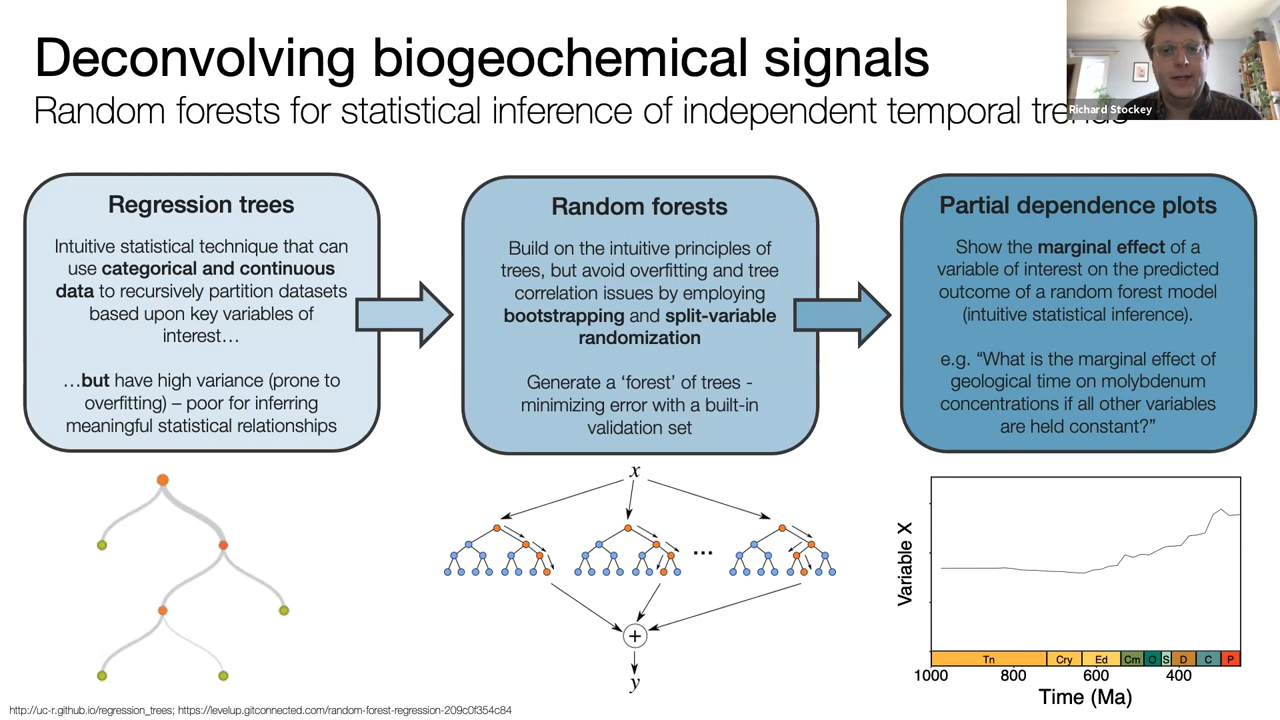 Deconvolving biogeochemical signals
Random forests for statistical inference of independent temporal trends
Richard Stockey
Regression trees
Intuitive statistical technique that can
use categorical and continuous
data to recursively partition datasets
based upon key variables of
interest…
…but have high variance (prone to
overfitting) – poor for inferring
meaningful statistical relationships
Random forests
Build on the intuitive principles of
trees, but avoid overfitting and tree
correlation issues by employing
bootstrapping and split-variable
randomization
Generate a ‘forest’ of trees -
minimizing error with a built-in
validation set
Partial dependence plots
Show the marginal effect of a
variable of interest on the predicted
outcome of a random forest model
(intuitive statistical inference).
e.g. “What is the marginal effect of
geological time on molybdenum
concentrations if all other variables
are held constant?”
x
...
+
y
Variable X
Tn Cry Ed Cm O S D C P
1000 800 600 400
Time (Ma)
http://uc-r.github.io/regression_trees; https://levelup.gitconnected.com/random-forest-regression-209c0f354c84